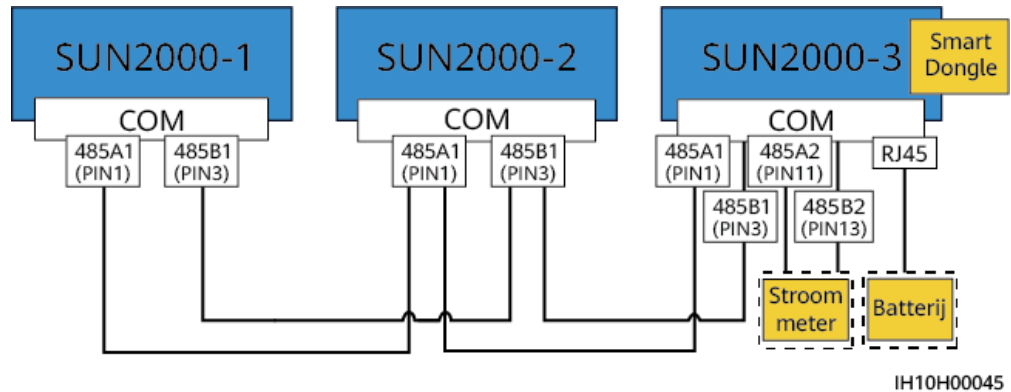 SUN2000-1
SUN2000-2
SUN2000-3
Smart
Dongle
COM
COM
COM
485A1
(PIN1)
485B1
(PIN3)
485A1
(PIN1)
485B1
(PIN3)
485A1
(PIN1)
485A2
(PIN11)
RJ45
485B1
(PIN3)
485B2
(PIN13)
Stroom
meter
Batterij
IH10H00045